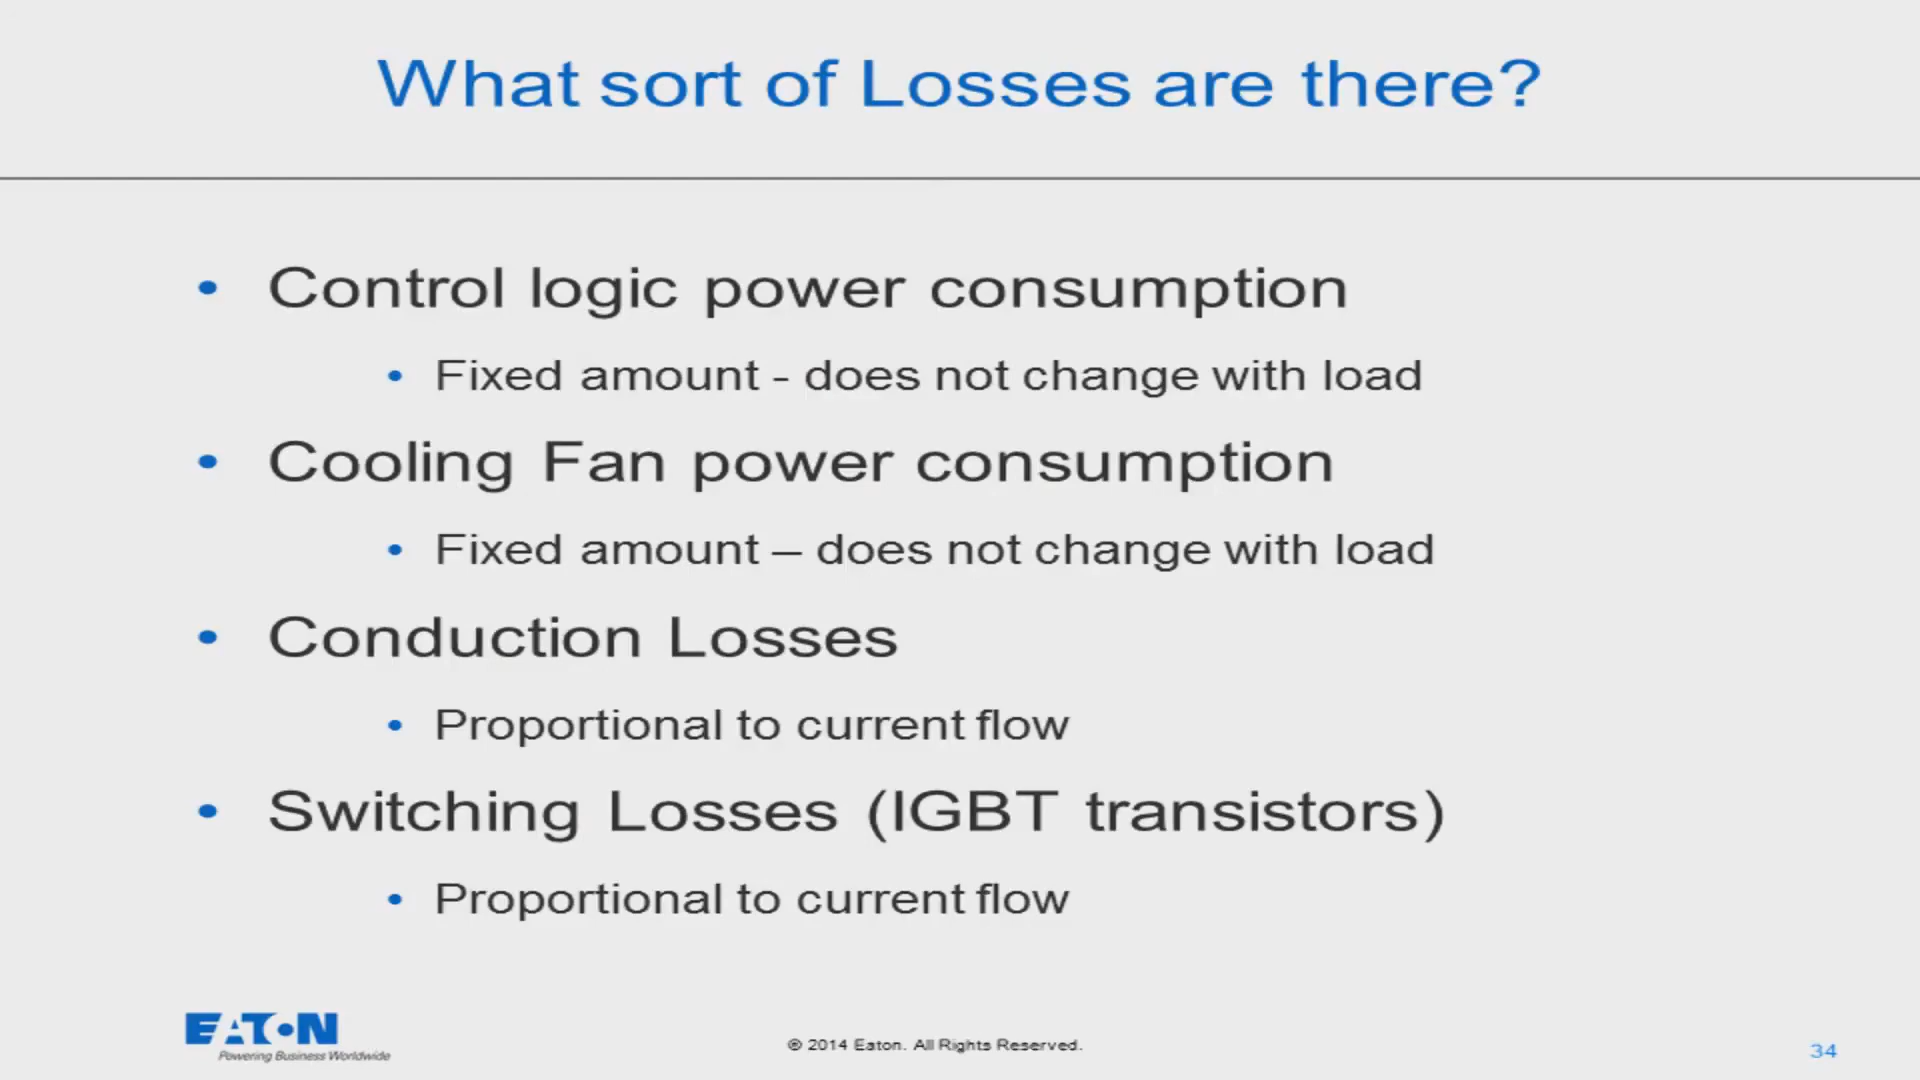 What sort of Losses are there?
• Control logic power consumption
• Fixed amount - does not change with load
• Cooling Fan power consumption
• Fixed amount – does not change with load
• Conduction Losses
• Proportional to current flow
• Switching Losses (IGBT transistors)
• Proportional to current flow
EATON
Powering Business Worldwide
© 2014 Eaton. All Rights Reserved.
34